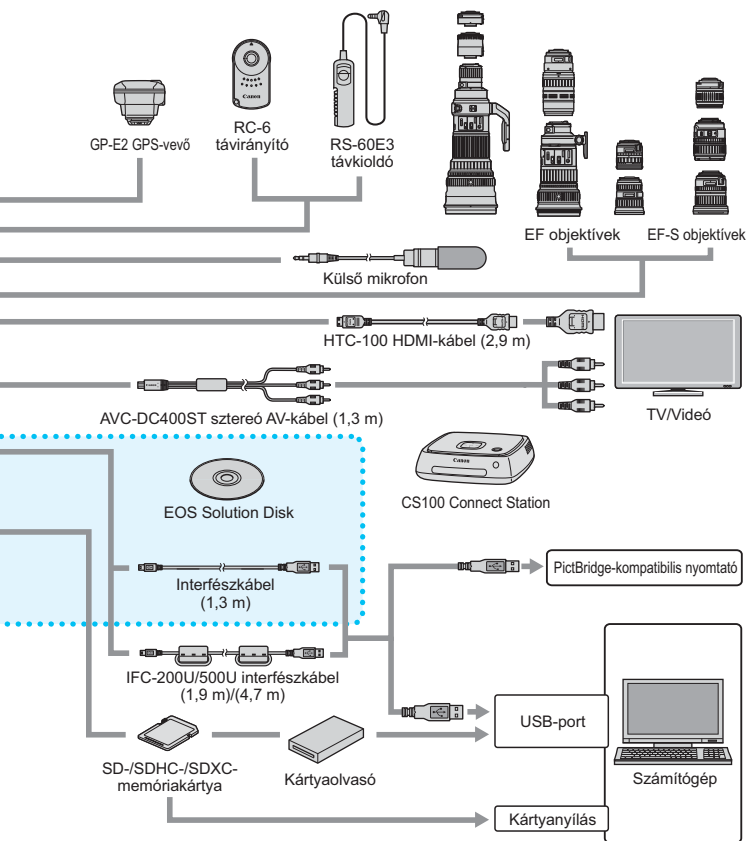 Canon
GP-E2 GPS-vevő
RC-6
távirányító
RS-60E3
távkioldó
EF objektívek
EF-S objektívek
Külső mikrofon
HTC-100 HDMI-kábel (2,9 m)
AVC-DC400ST sztereó AV-kábel (1,3 m)
TV/Videó
Canon
EOS Solution Disk
CS100 Connect Station
Interfészkábel
(1,3 m)
PictBridge-kompatibilis nyomtató
IFC-200U/500U interfészkábel
(1,9 m)/(4,7 m)
USB-port
SD-/SDHC-/SDXC-
memóriakártya
Kártyaolvasó
Számítógép
Kártyanyílás